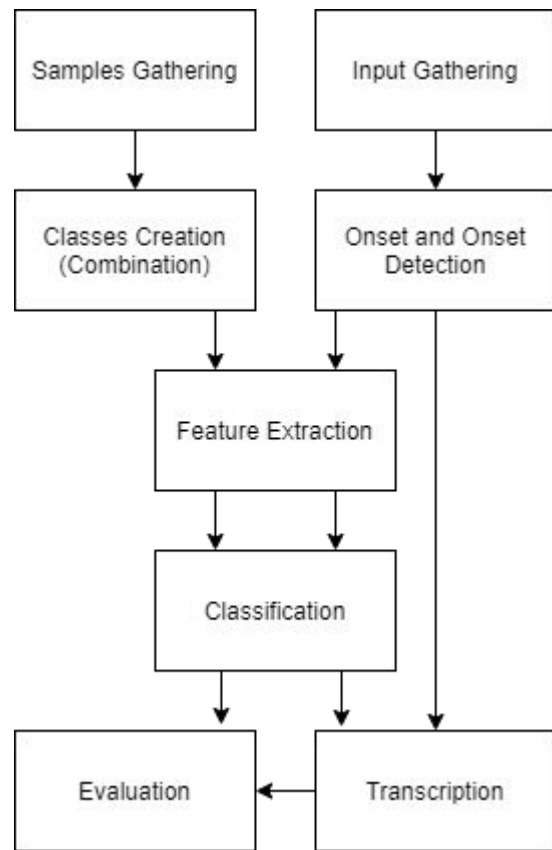 Samples Gathering
Input Gathering
Classes Creation
(Combination)
Onset and Onset
Detection
Feature Extraction
Classification
Evaluation
Transcription